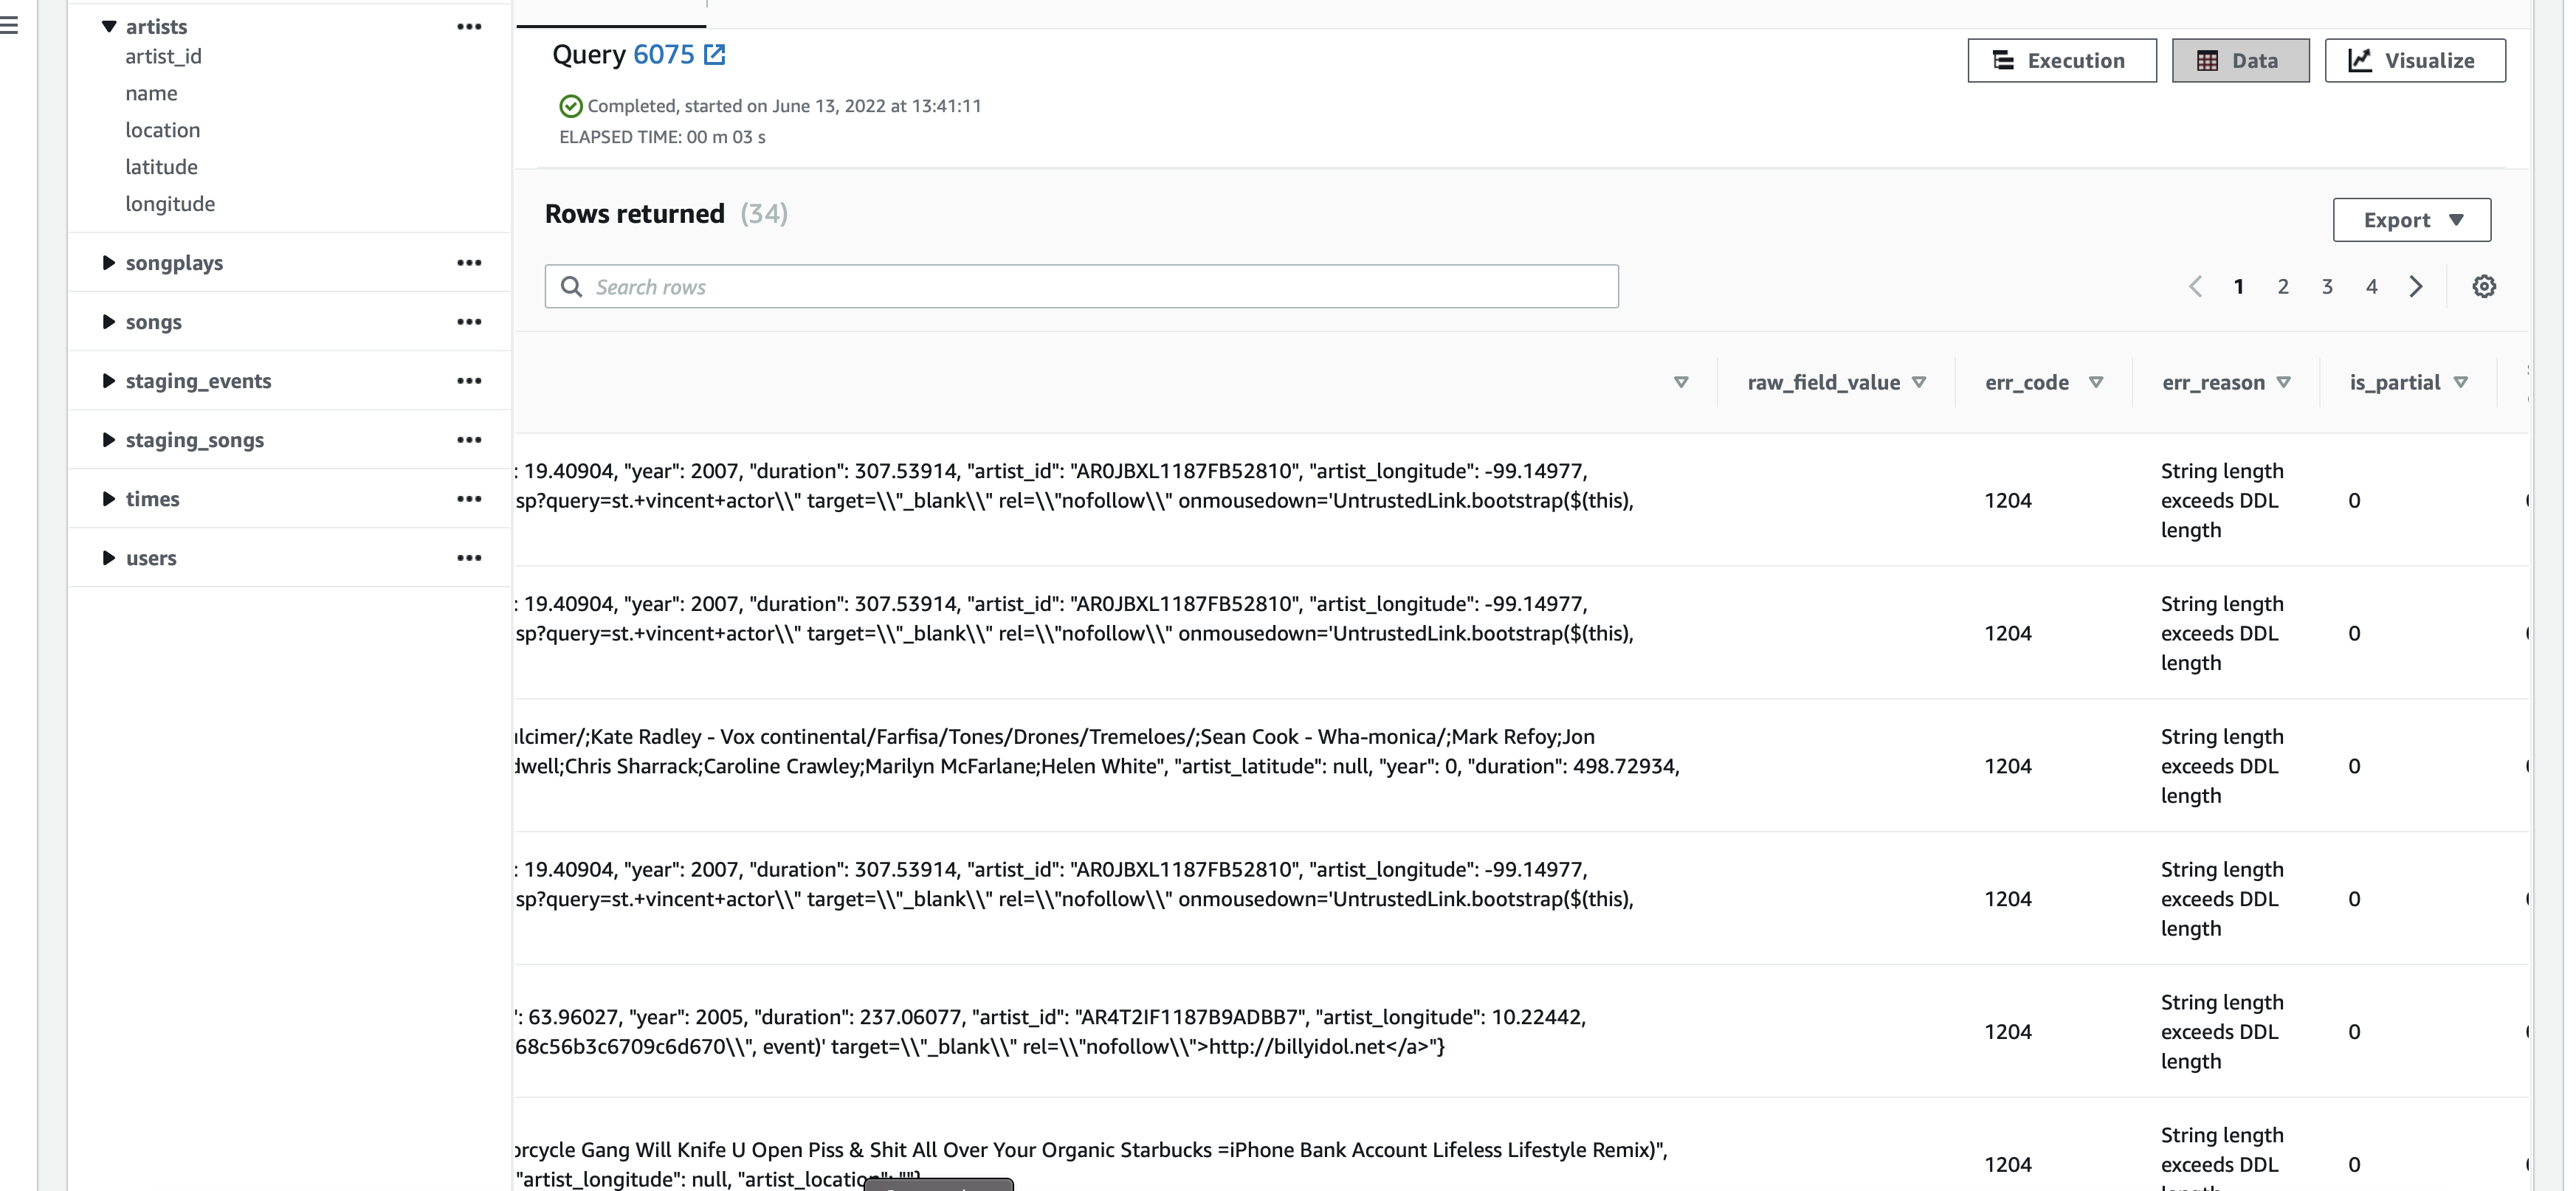 artists
artist_id
name
location
latitude
longitude
songplays
songs
staging_events
staging_songs
times
users
Query 6075
Completed, started on June 13, 2022 at 13:41:11
ELAPSED TIME: 00 m 03 s
Execution
Data
Visualize
Rows returned (34)
Export
Search rows
1 2 3 4
raw_field_value err_code err_reason is_partial
: 19.40904, "year": 2007, "duration": 307.53914, "artist_id": "AR0JBXL1187FB52810", "artist_longitude": -99.14977,
sp?query=st.+vincent+actor\\" target=\\"_blank\\" rel=\\"nofollow\\" onmousedown='UntrustedLink.bootstrap($(this),
1204
String length
exceeds DDL
length
0
: 19.40904, "year": 2007, "duration": 307.53914, "artist_id": "AR0JBXL1187FB52810", "artist_longitude": -99.14977,
sp?query=st.+vincent+actor\\" target=\\"_blank\\" rel=\\"nofollow\\" onmousedown='UntrustedLink.bootstrap($(this),
1204
String length
exceeds DDL
length
0
ulcimer/;Kate Radley - Vox continental/Farfisa/Tones/Drones/Tremeloes/;Sean Cook - Wha-monica/;Mark Refoy;Jon
dwell;Chris Sharrack;Caroline Crawley;Marilyn McFarlane;Helen White", "artist_latitude": null, "year": 0, "duration": 498.72934,
1204
String length
exceeds DDL
length
0
: 19.40904, "year": 2007, "duration": 307.53914, "artist_id": "AR0JBXL1187FB52810", "artist_longitude": -99.14977,
sp?query=st.+vincent+actor\\" target=\\"_blank\\" rel=\\"nofollow\\" onmousedown='UntrustedLink.bootstrap($(this),
1204
String length
exceeds DDL
length
0
": 63.96027, "year": 2005, "duration": 237.06077, "artist_id": "AR4T2IF1187B9ADBB7", "artist_longitude": 10.22442,
68c56b3c6709c6d670\\", event)' target=\\"_blank\\" rel=\\"nofollow\\">http://billyidol.net</a>"}
1204
String length
exceeds DDL
length
0
orcycle Gang Will Knife U Open Piss & Shit All Over Your Organic Starbucks =iPhone Bank Account Lifeless Lifestyle Remix)",
"artist_longitude": null, "artist_location": ""}
1204
String length
exceeds DDL
0